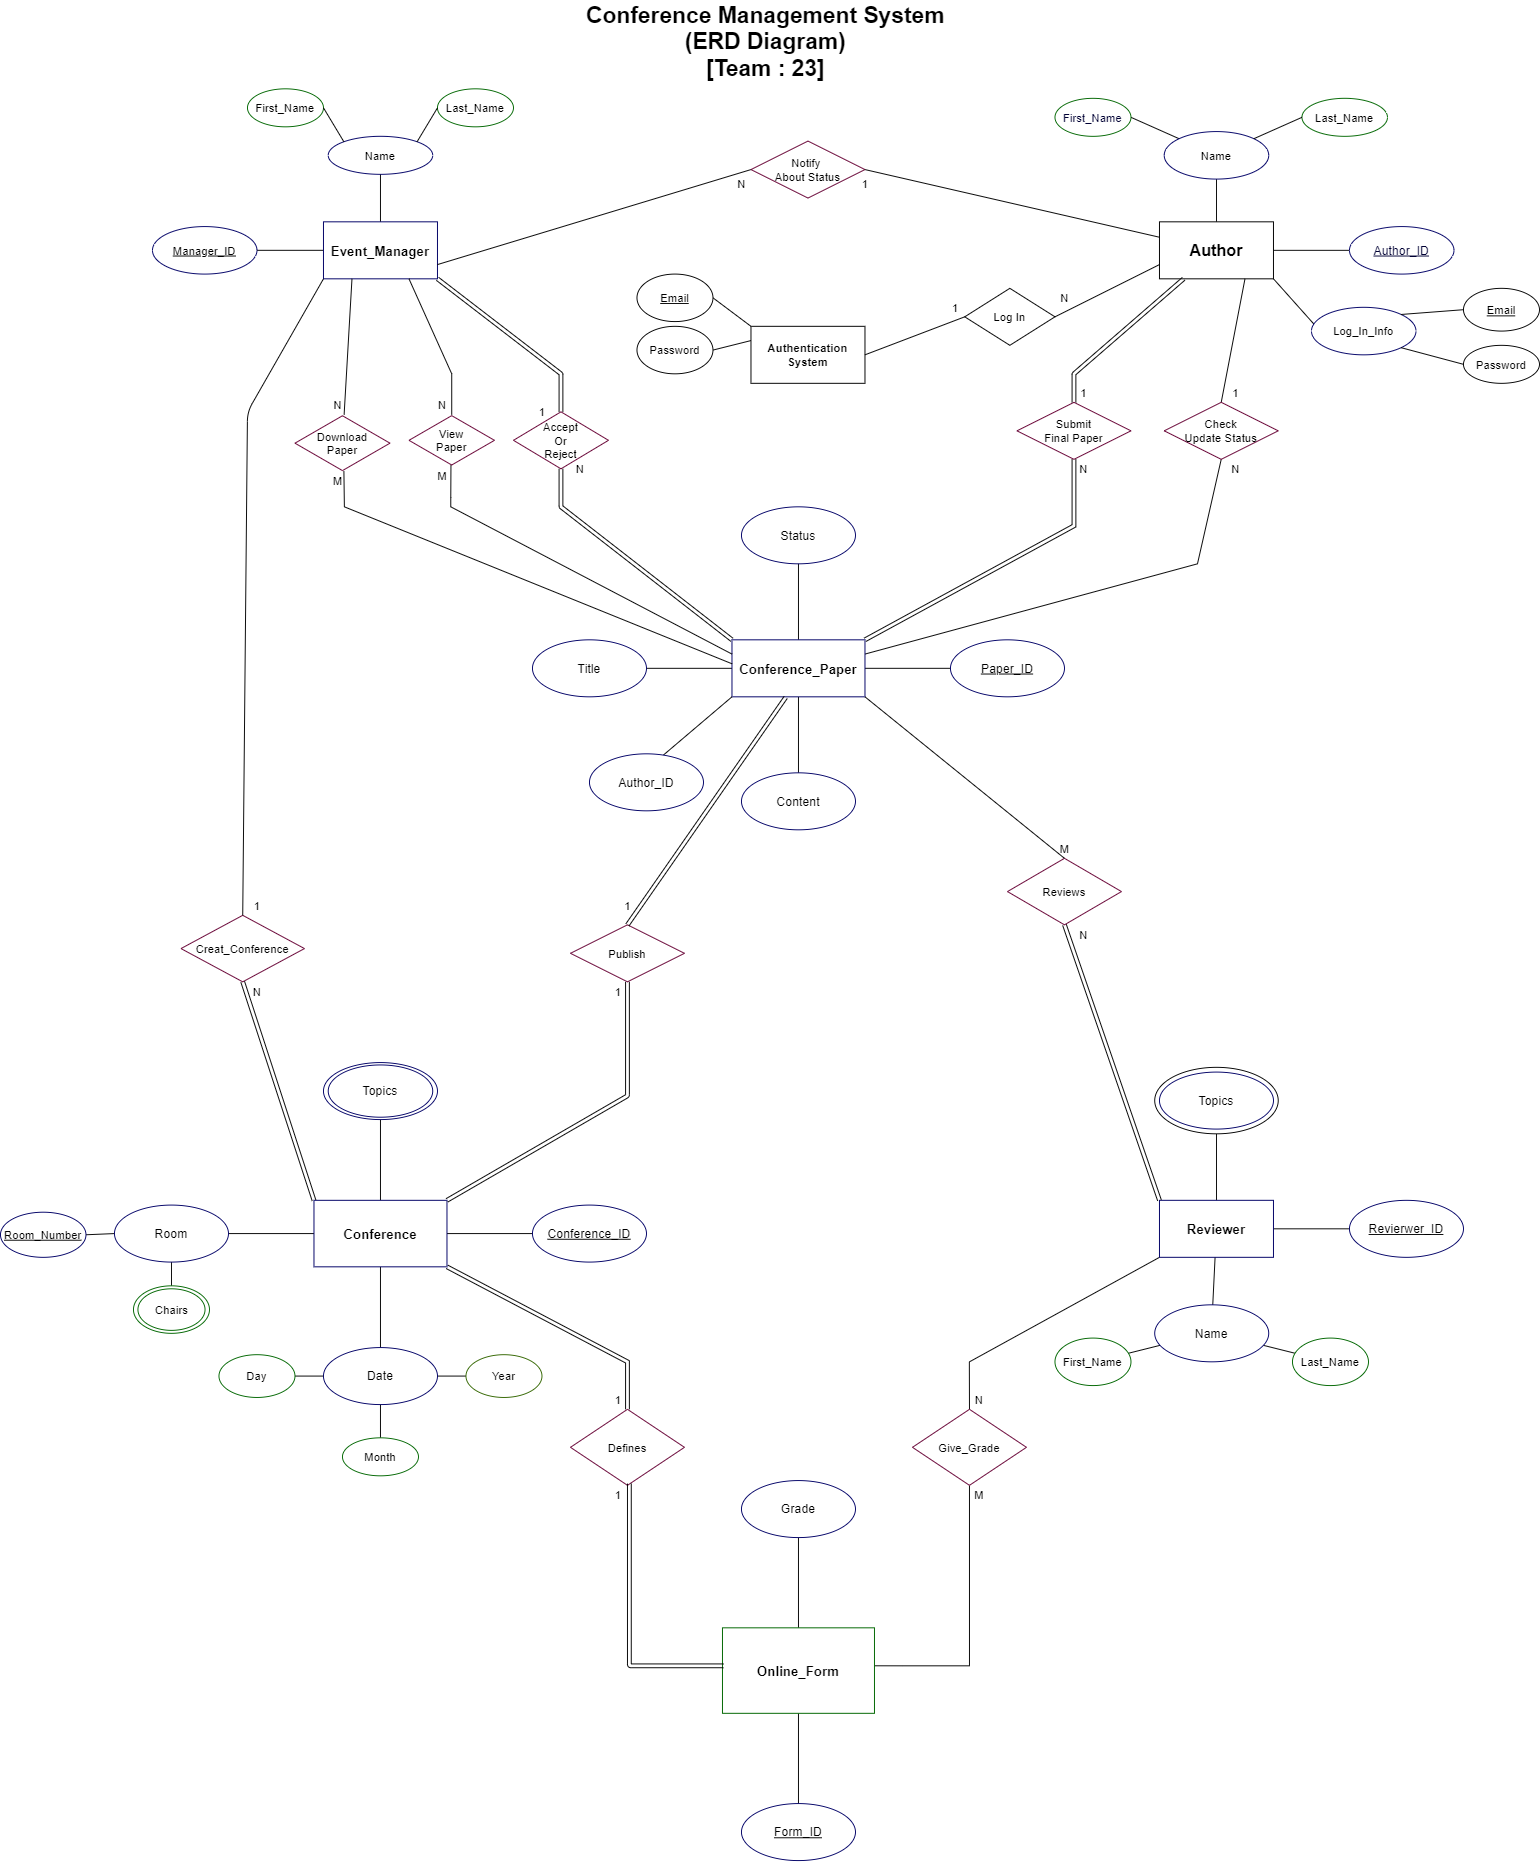 Conference Management System
(ERD Diagram)
[Team : 23]
First_Name
Last_Name
Name
First_Name
Last_Name
Name
Notify
About Status
N
1
Manager_ID
Event_Manager
Author
Author_ID
Email
Password
Authentication
System
1
Log In
N
Log_In_Info
Email
Password
N
Download
Paper
M
N
View
Paper
M
1
Accept
Or
Reject
N
1
Submit
Final Paper
N
1
Check
Update Status
N
Status
Title
Conference_Paper
Paper_ID
Author_ID
Content
M
Reviews
N
1
Creat_Conference
N
1
Publish
1
Topics
Topics
Room_Number
Room
Conference
Conference_ID
Reviewer
Revierwer_ID
Chairs
Name
First_Name
Last_Name
Day
Date
Year
Month
1
Defines
1
N
Give_Grade
M
Grade
Online_Form
Form_ID